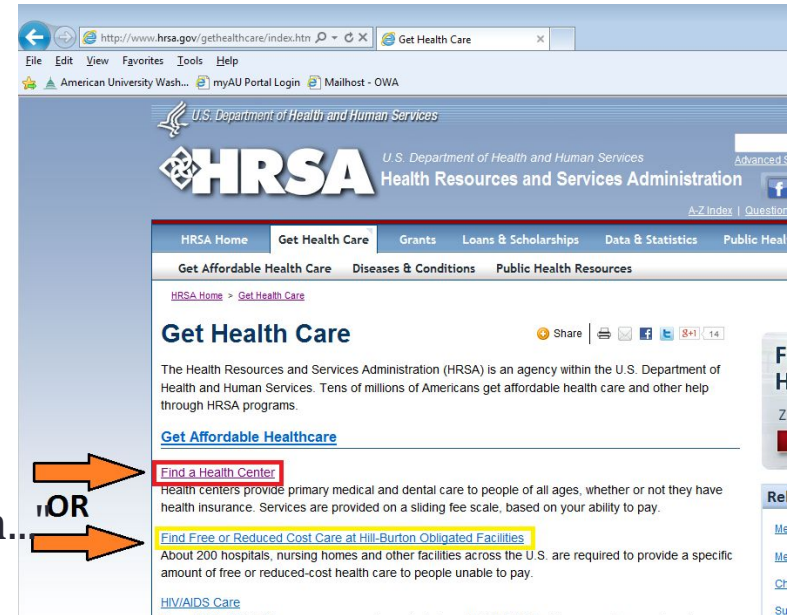 http://www.hrsa.gov/gethealthcare/index.htn
Get Health Care
File Edit View Favorites Tools Help
American University Wash... myAU Portal Login Mailhost - OWA
U.S. Department of Health and Human Services
HRSA
U.S. Department of Health and Human Services
Health Resources and Services Administration
Advanced S
A-Z Index | Question
HRSA Home Get Health Care Grants Loans & Scholarships Data & Statistics Public Heal
Get Affordable Health Care Diseases & Conditions Public Health Resources
HRSA Home > Get Health Care
Get Health Care
Share 14
The Health Resources and Services Administration (HRSA) is an agency within the U.S. Department of
Health and Human Services. Tens of millions of Americans get affordable health care and other help
through HRSA programs.
F
H
Z
Get Affordable Healthcare
Find a Health Center
Health centers provide primary medical and dental care to people of all ages, whether or not they have
health insurance. Services are provided on a sliding fee scale, based on your ability to pay.
Rel
OR
a..."
Find Free or Reduced Cost Care at Hill-Burton Obligated Facilities
About 200 hospitals, nursing homes and other facilities across the U.S. are required to provide a specific
amount of free or reduced-cost health care to people unable to pay.
Me
Me
Ch
Su
HIV/AIDS Care